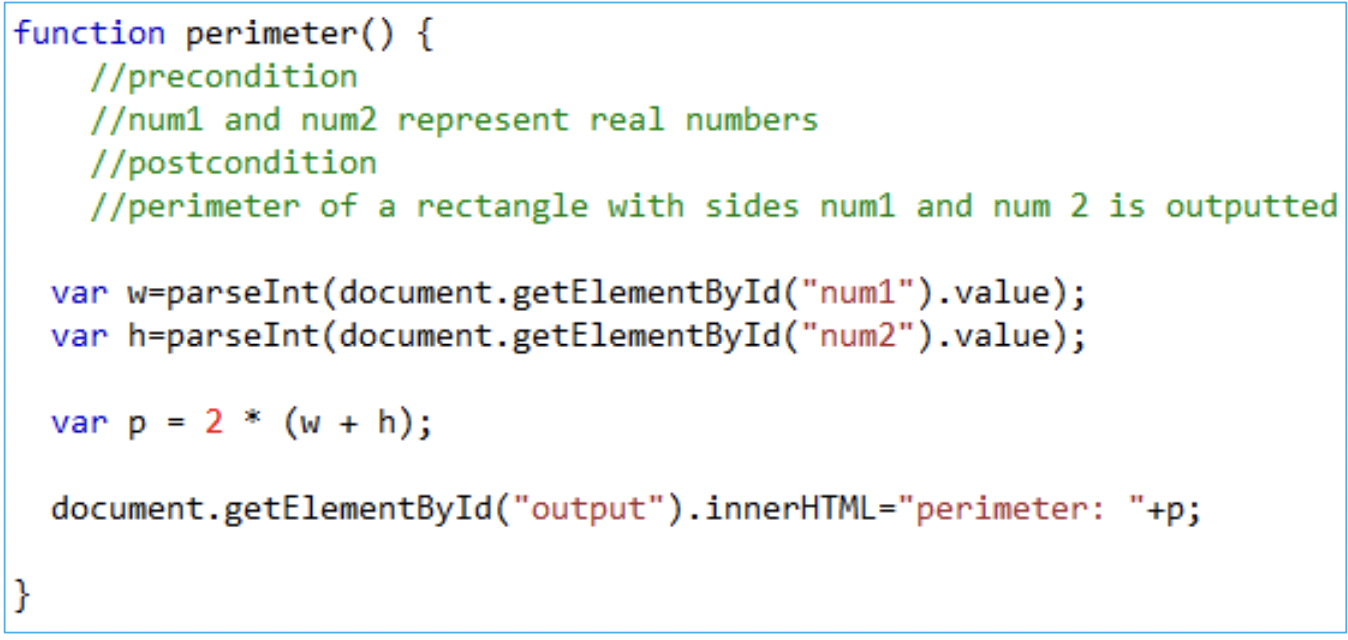 function perimeter() {
//precondition
//num1 and num2 represent real numbers
//postcondition
//perimeter of a rectangle with sides num1 and num 2 is outputted
var w=parseInt(document.getElementById("num1").value);
var h=parseInt(document.getElementById("num2").value);
var p = 2 * (w + h);
document.getElementById("output").innerHTML="perimeter: "+p;
}